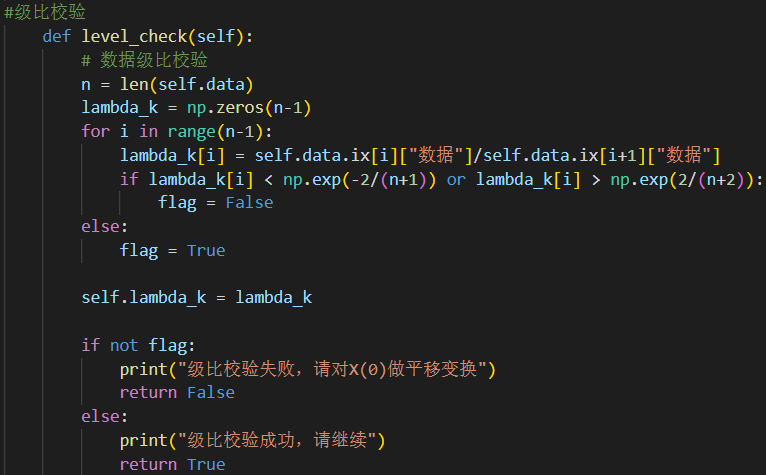 #级比校验
    def level_check(self):
        # 数据级比校验
        n = len(self.data)
        lambda_k = np.zeros(n-1)
        for i in range(n-1):
            lambda_k[i] = self.data.ix[i]["数据"]/self.data.ix[i+1]["数据"]
            if lambda_k[i] < np.exp(-2/(n+1)) or lambda_k[i] > np.exp(2/(n+2)):
                flag = False
        else:
            flag = True

        self.lambda_k = lambda_k

        if not flag:
            print("级比校验失败，请对X(0)做平移变换")
            return False
        else:
            print("级比校验成功，请继续")
            return True